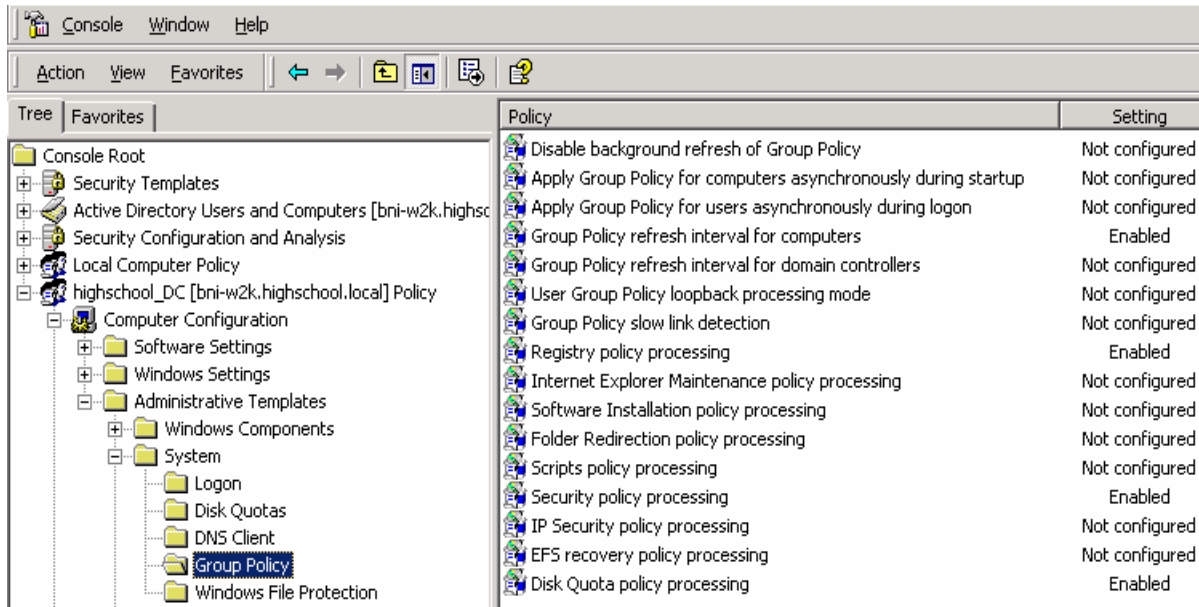 Console Window Help
Action View Favorites
Tree Favorites
Console Root
Security Templates
Active Directory Users and Computers [bni-w2k.highsc
Security Configuration and Analysis
Local Computer Policy
highschool_DC [bni-w2k.highschool.local] Policy
Computer Configuration
Software Settings
Windows Settings
Administrative Templates
Windows Components
System
Logon
Disk Quotas
DNS Client
Group Policy
Windows File Protection
Policy Setting
Disable background refresh of Group Policy Not configured
Apply Group Policy for computers asynchronously during startup Not configured
Apply Group Policy for users asynchronously during logon Not configured
Group Policy refresh interval for computers Enabled
Group Policy refresh interval for domain controllers Not configured
User Group Policy loopback processing mode Not configured
Group Policy slow link detection Not configured
Registry policy processing Enabled
Internet Explorer Maintenance policy processing Not configured
Software Installation policy processing Not configured
Folder Redirection policy processing Not configured
Scripts policy processing Not configured
Security policy processing Enabled
IP Security policy processing Not configured
EFS recovery policy processing Not configured
Disk Quota policy processing Enabled